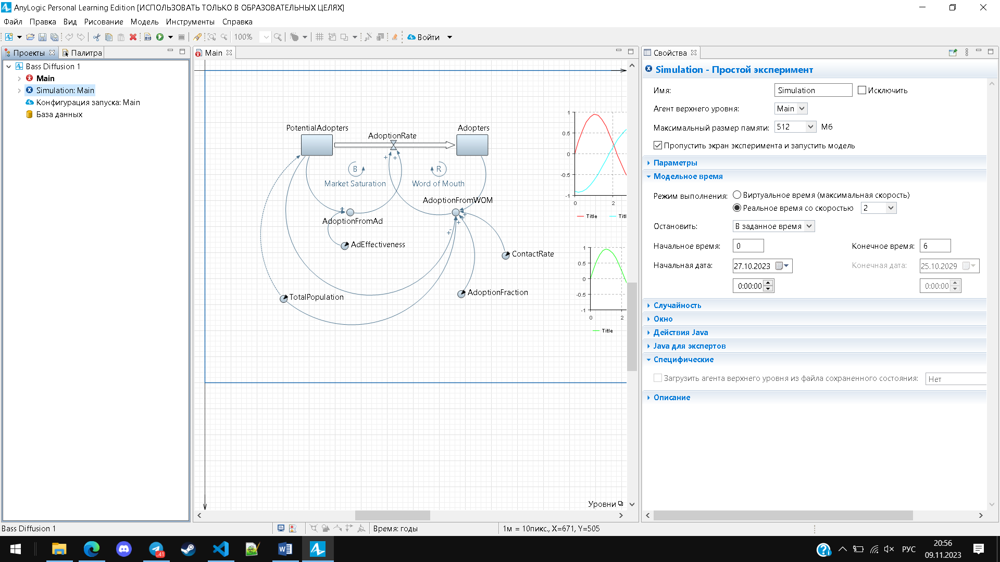 AnyLogic Personal Learning Edition [ИСПОЛЬЗОВАТЬ ТОЛЬКО В ОБРАЗОВАТЕЛЬНЫХ ЦЕЛЯХ]
Файл Правка Вид Рисование Модель Инструменты Справка
100% Войти
Проекты Палитра
Bass Diffusion 1
Main
Simulation: Main
Конфигурация запуска: Main
База данных
Main
PotentialAdopters Adopters
AdoptionRate
+ +
B R
Market Saturation Word of Mouth
AdoptionFromWOM
+ +
AdoptionFromAd +
+ -
AdEffectiveness
ContactRate
AdoptionFraction
TotalPopulation
1
0.5
0
-0.5
-1
0 2
Title Titl
1
0.5
0
-0.5
-1
0 2
Title
Уровни
Свойства
Simulation - Простой эксперимент
Имя: Simulation Исключить
Агент верхнего уровня: Main
Максимальный размер памяти: 512 Мб
Пропустить экран эксперимента и запустить модель
Параметры
Модельное время
Режим выполнения: Виртуальное время (максимальная скорость)
Реальное время со скоростью 2
Остановить: В заданное время
Начальное время: 0 Конечное время: 6
Начальная дата: 27.10.2023 Конечная дата: 25.10.2029
0:00:00 0:00:00
Случайность
Окно
Действия Java
Java для экспертов
Специфические
Загрузить агента верхнего уровня из файла сохраненного состояния: Нет
Описание
Bass Diffusion 1 Время: годы 1м = 10пикс., X=671, Y=505
41 РУС 20:56
09.11.2023